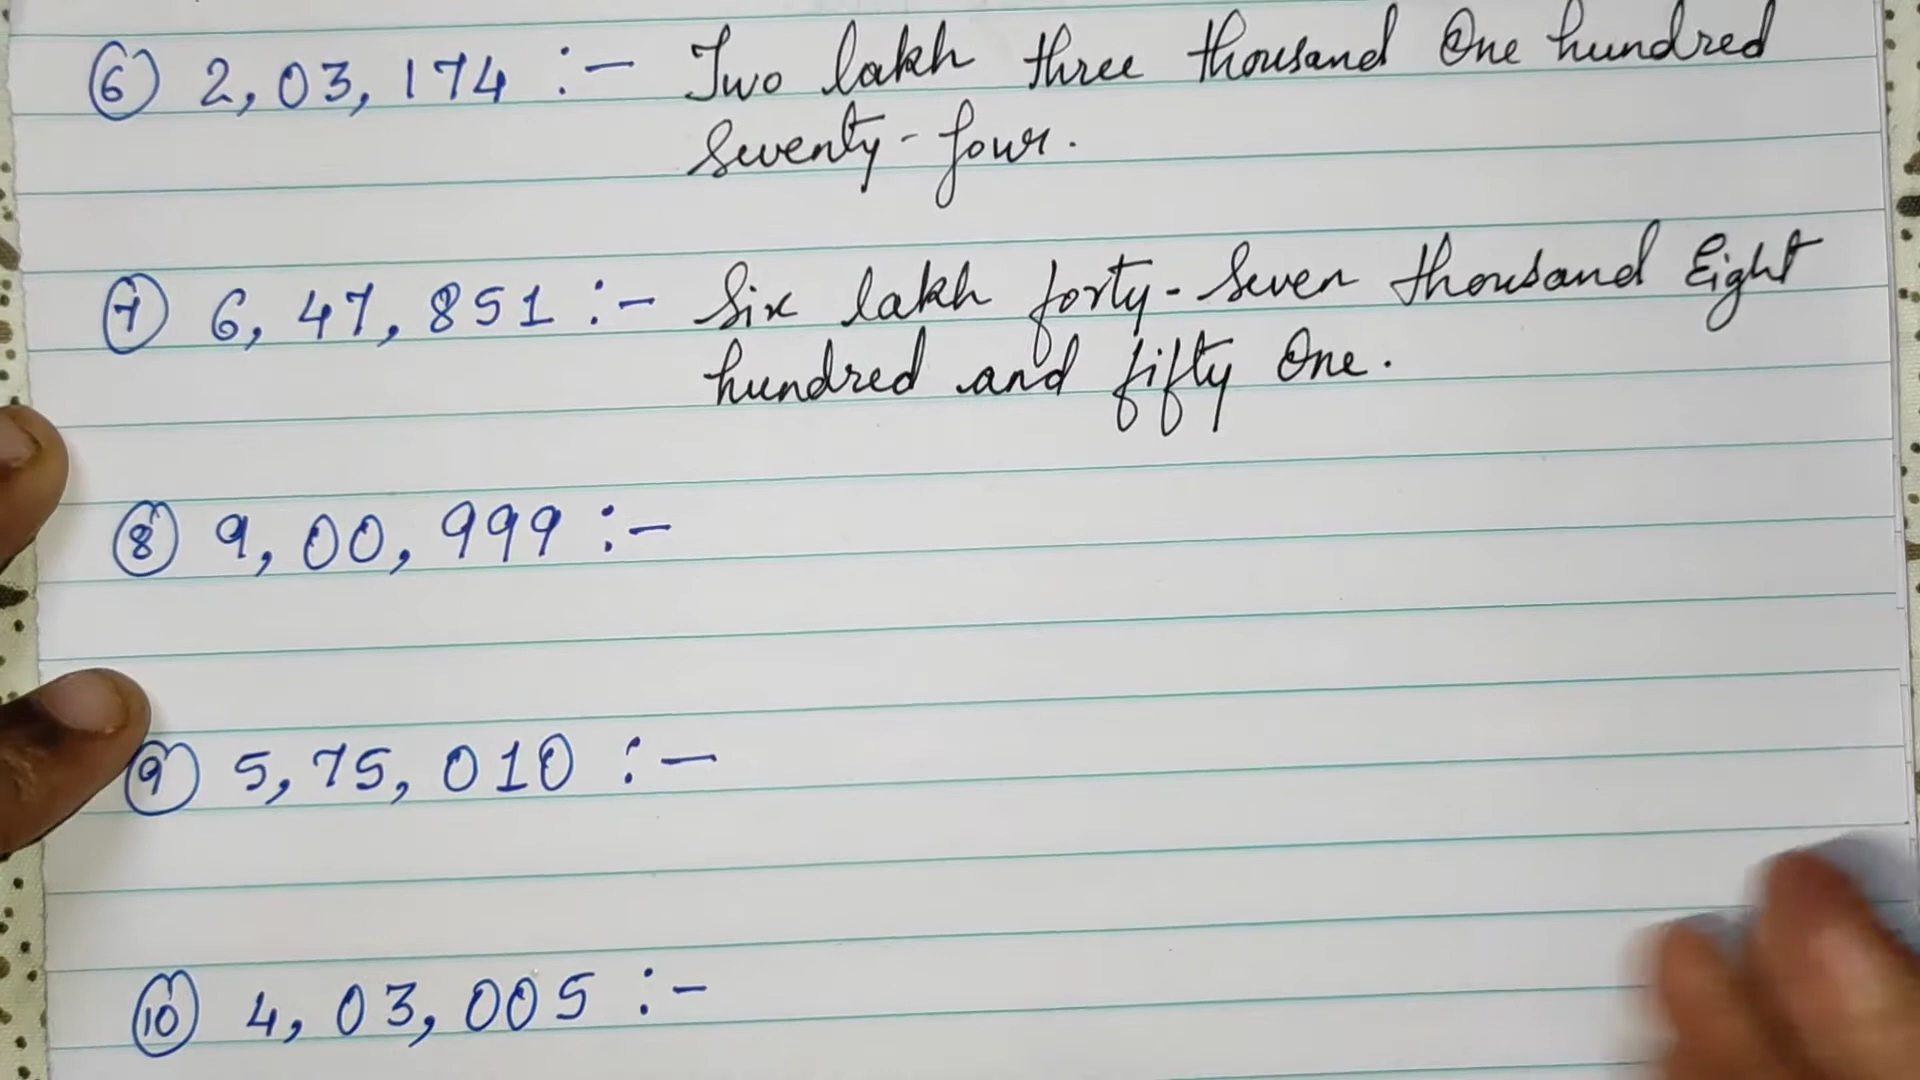 6 2,03,174 :- Two lakh three thousand One hundred
Seventy-four.
7 6,47,851 :- Six lakh forty-Seven thousand Eight
hundred and fifty One.
8 9,00,999 :-
9 5,75,010 :-
10 4,03,005 :-